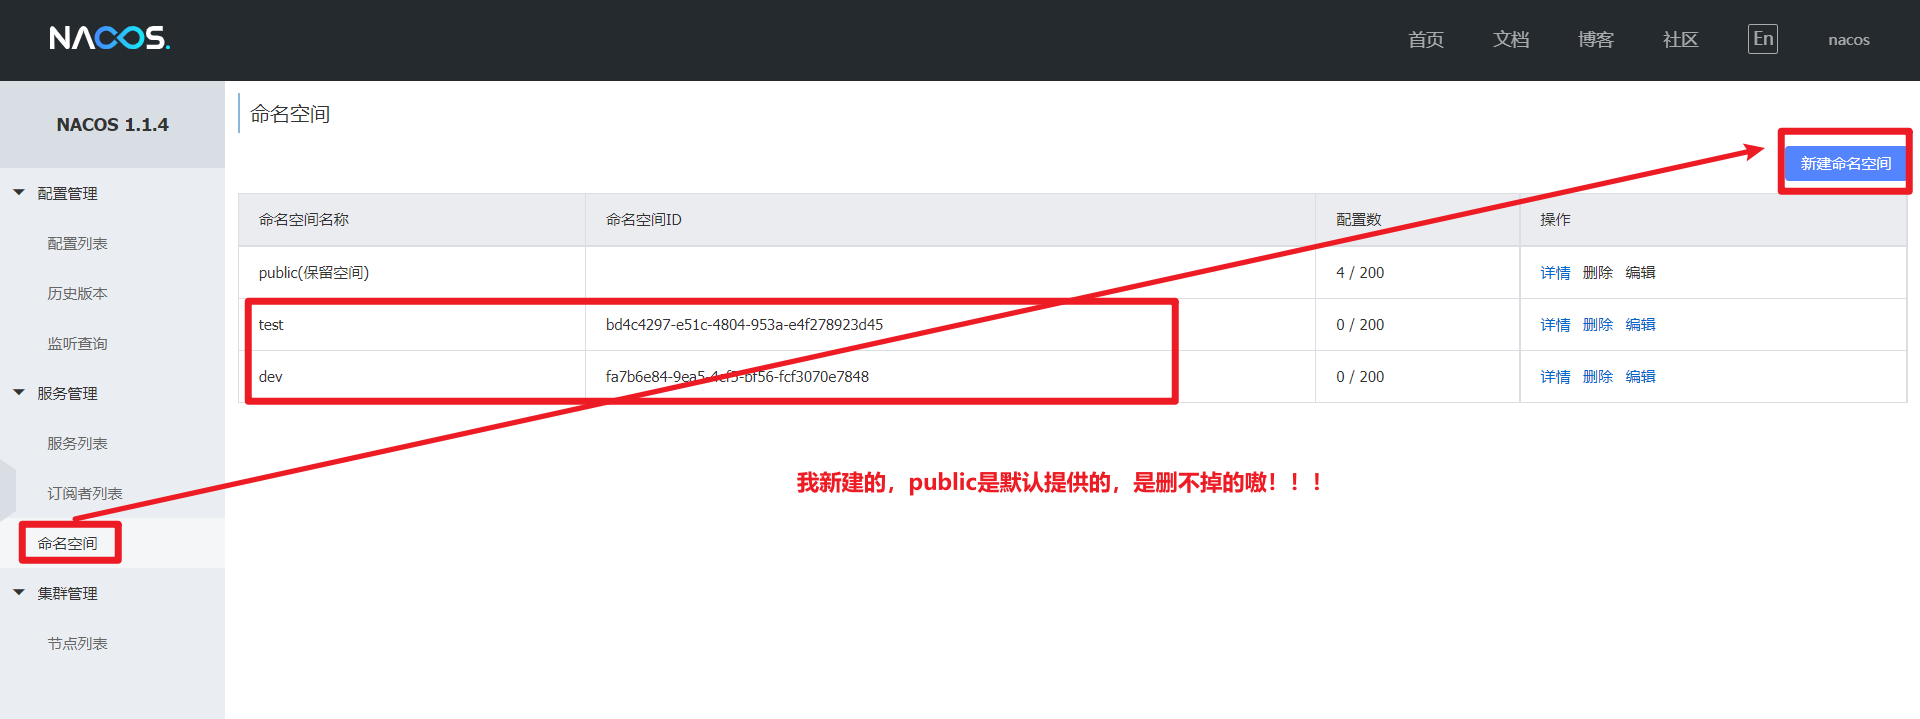 NACOS.
首页
文档
博客
社区
En
nacos
NACOS 1.1.4
配置管理
配置列表
历史版本
监听查询
服务管理
服务列表
订阅者列表
命名空间
集群管理
节点列表
命名空间
新建命名空间
命名空间名称 命名空间ID 配置数 操作
public(保留空间) 4 / 200 详情 删除 编辑
test bd4c4297-e51c-4804-953a-e4f278923d45 0 / 200 详情 删除 编辑
dev fa7b6e84-9ea5-4cf5-bf56-fcf3070e7848 0 / 200 详情 删除 编辑
我新建的，public是默认提供的，是删不掉的嗷！！！